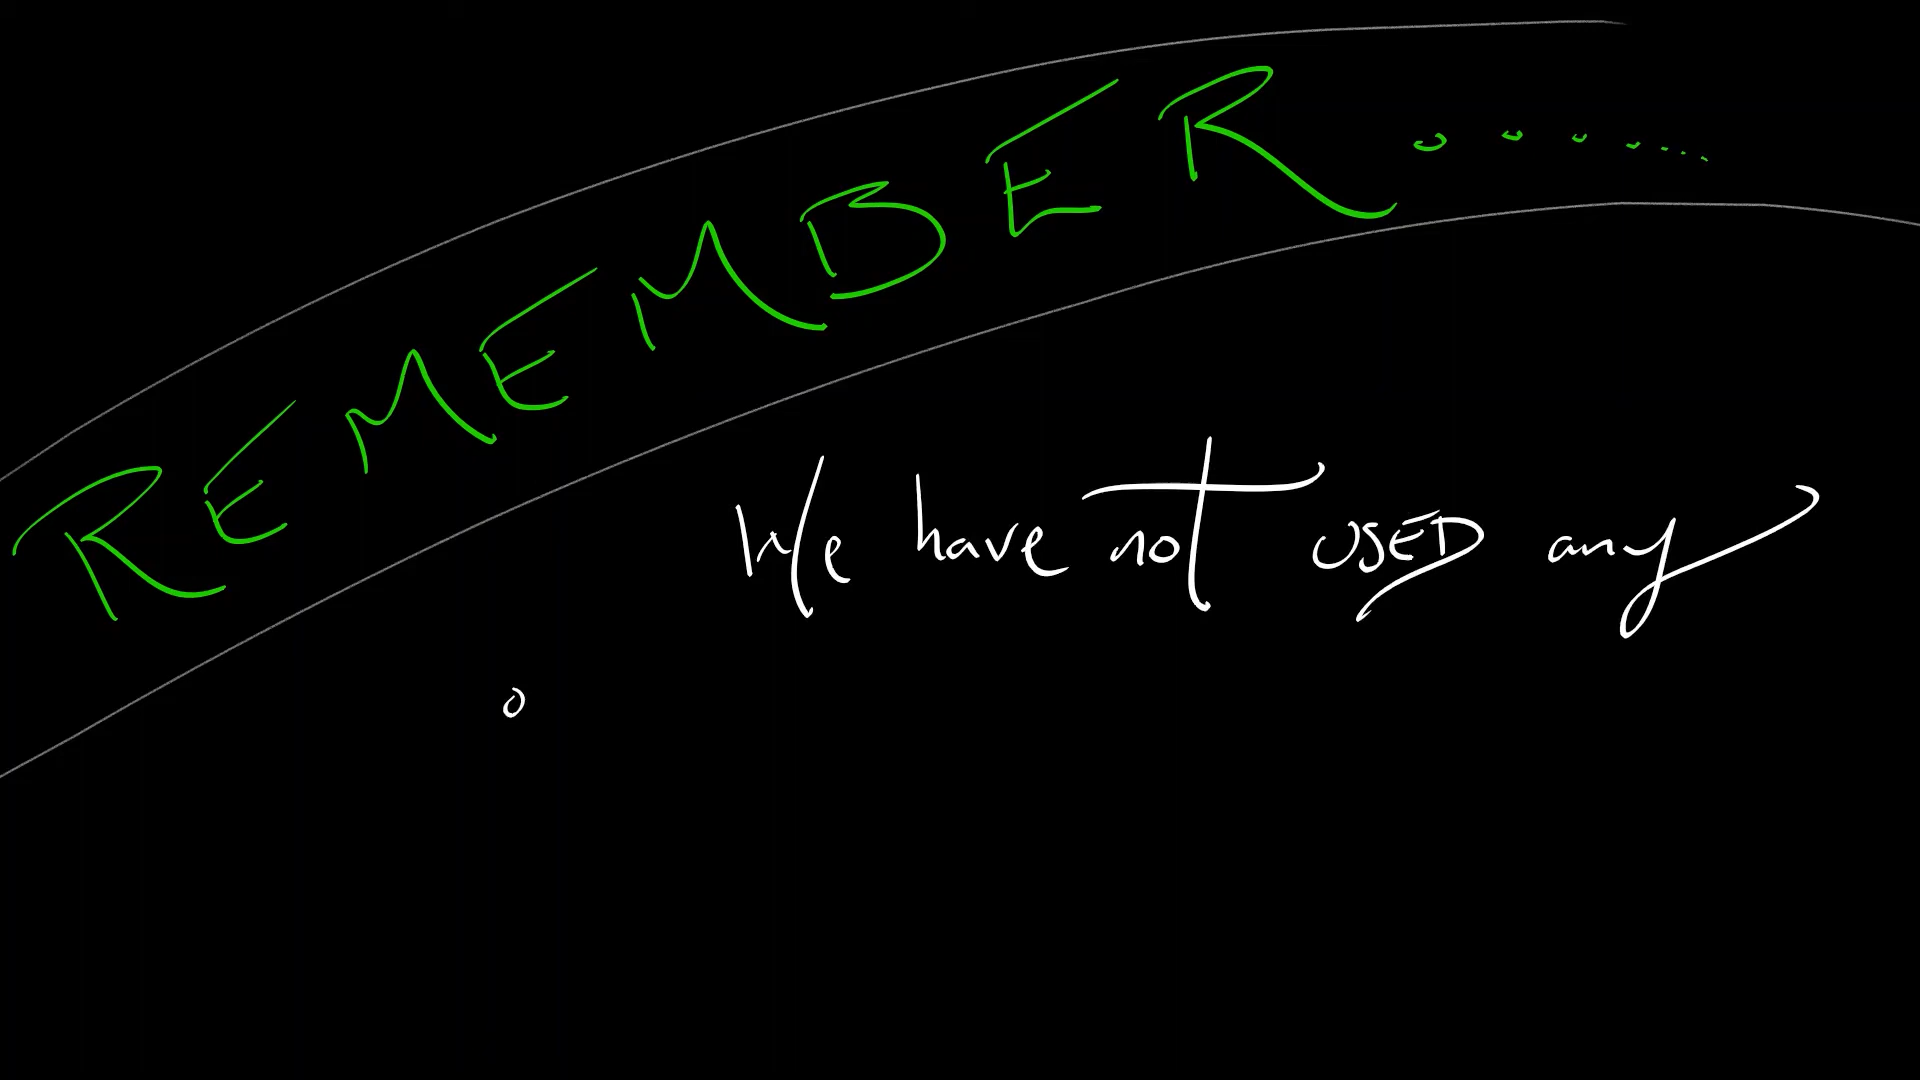 REMEMBER.......
We have not USED any
o